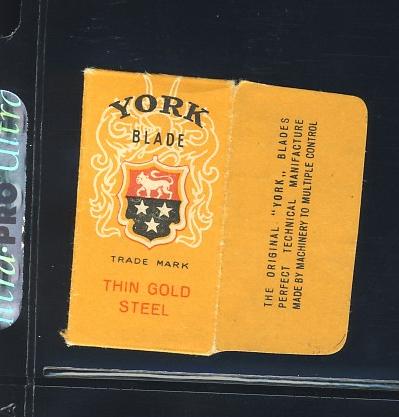 YORK
BLADE
TRADE MARK
THIN GOLD
STEEL
THE ORIGINAL "YORK„ BLADES
PERFECT TECHNICAL MANIFACTURE
MADE BY MACHINERY TO MULTIPLE CONTROL
PRO